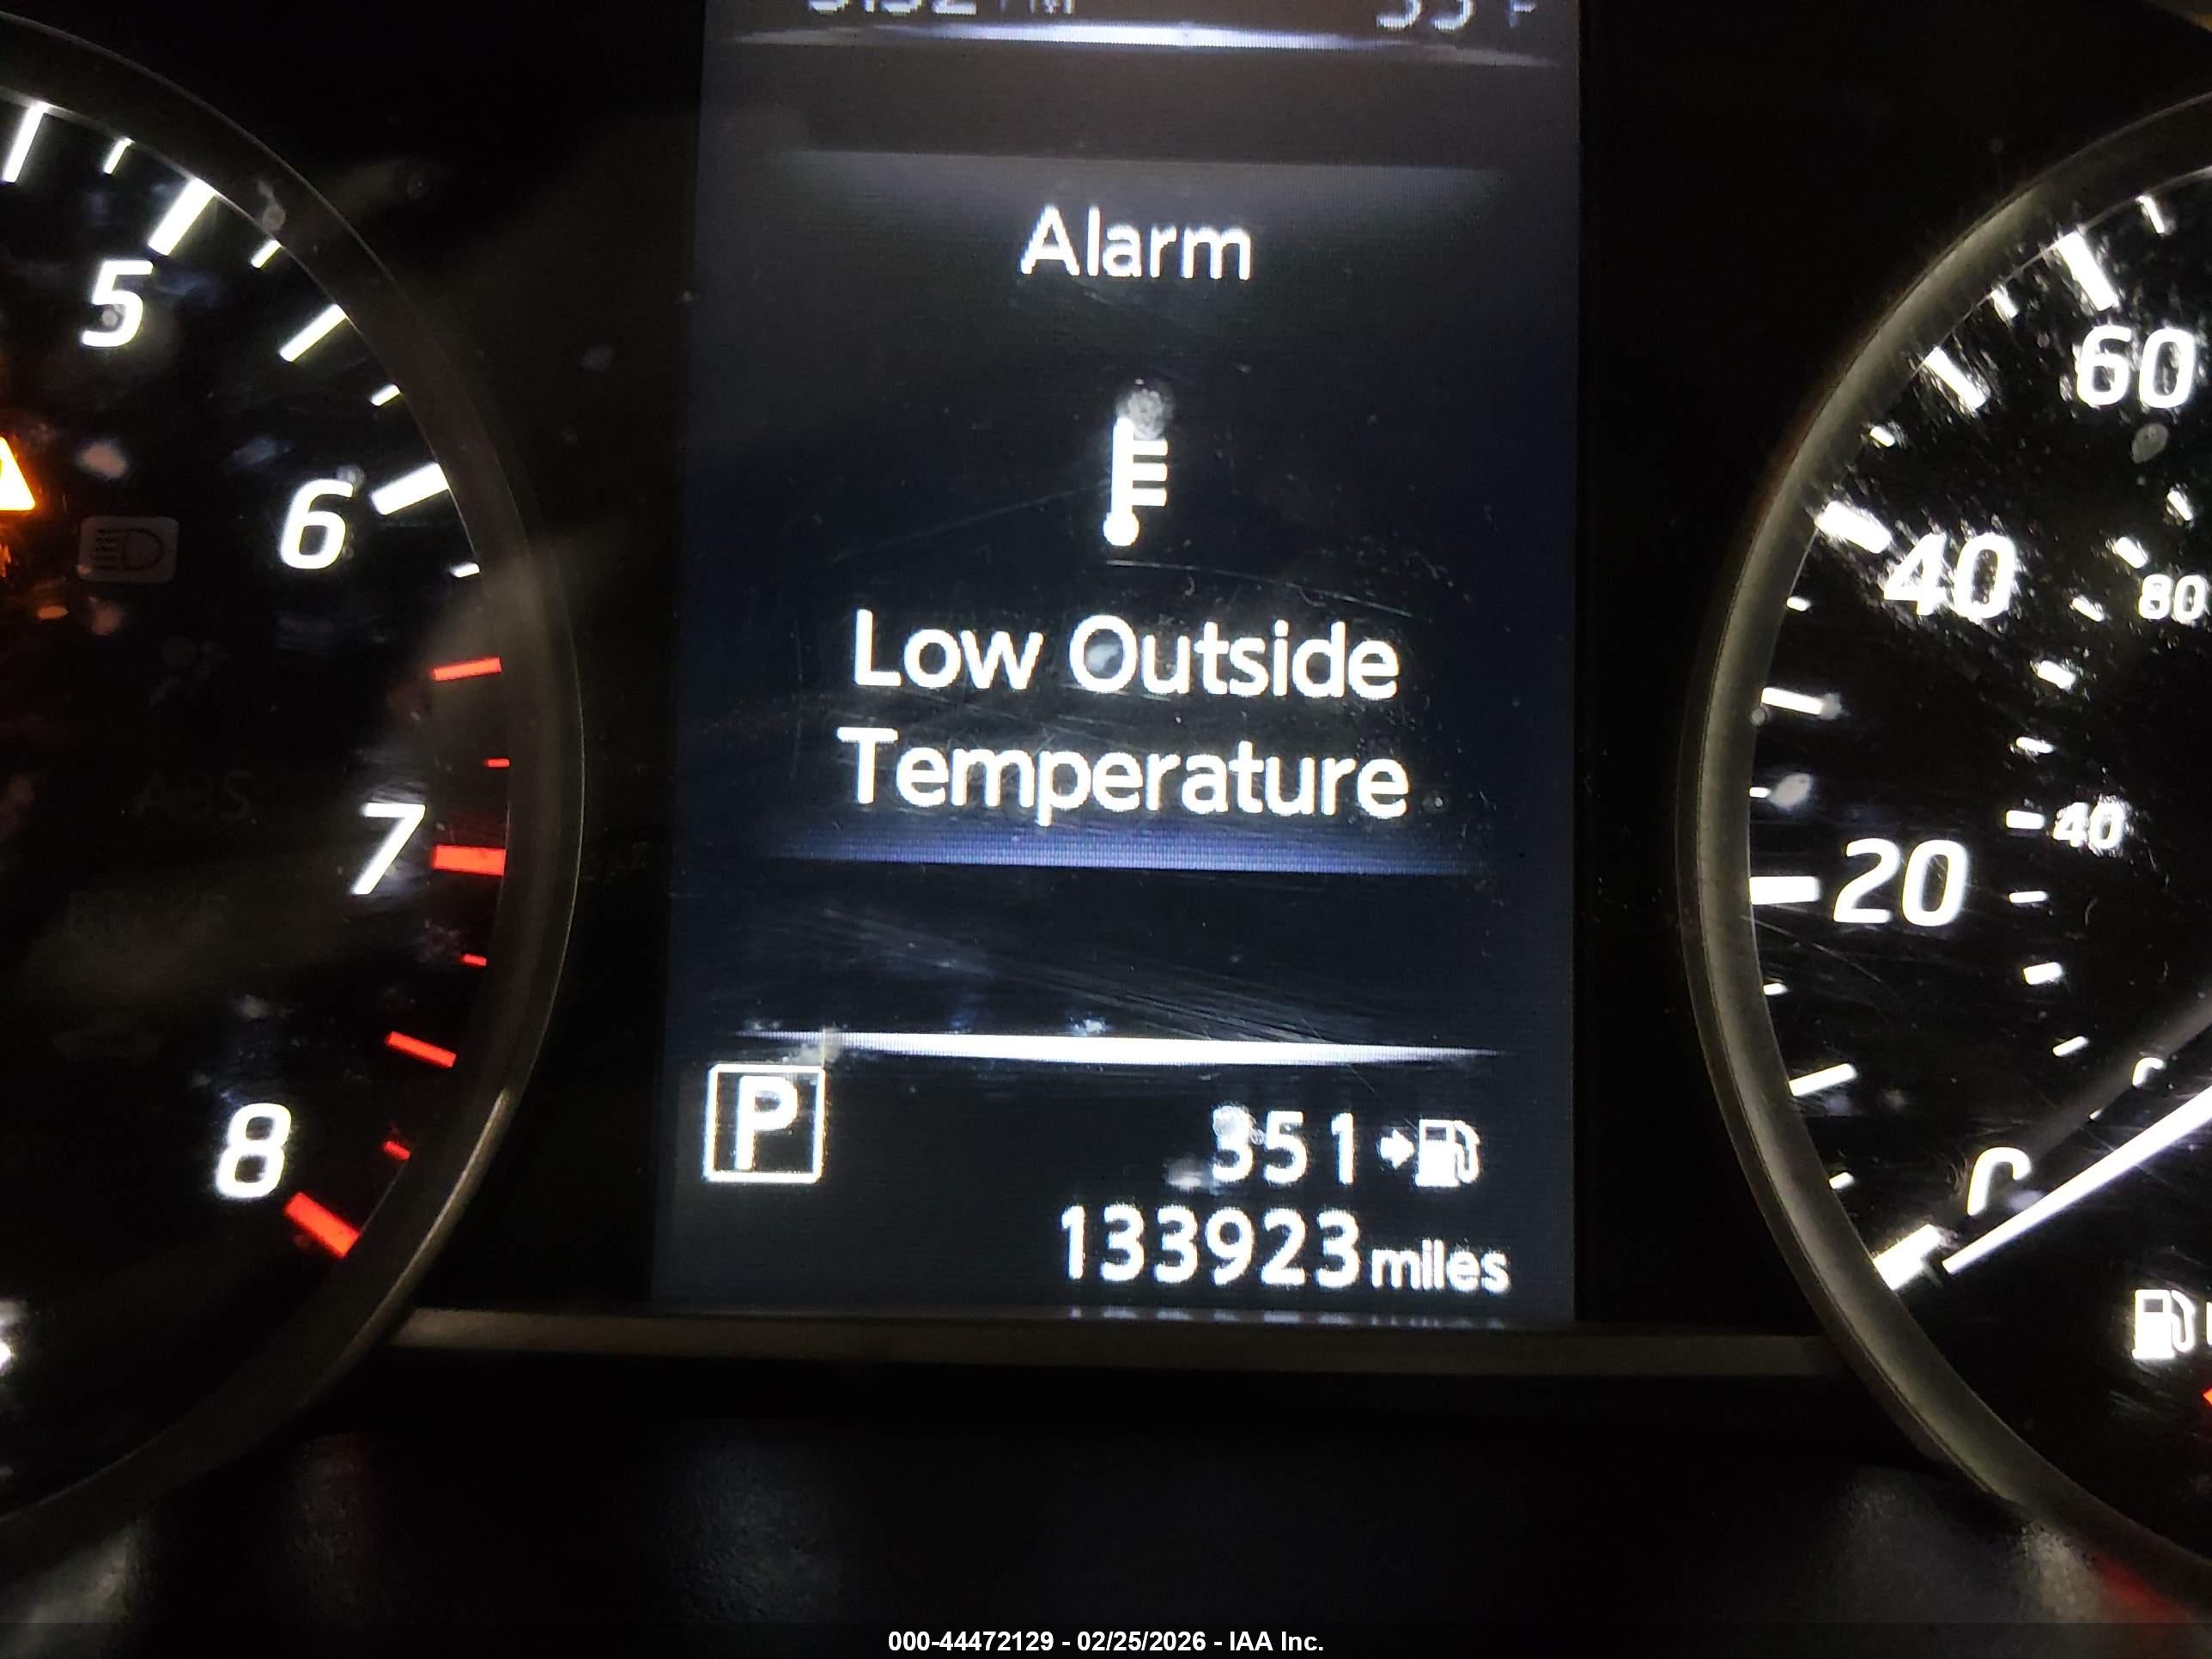 Alarm
Low Outside
Temperature
P
351
133923 miles
5
6
7
8
60
40
20
80
40
000-44472129 - 02/25/2026 - IAA Inc.